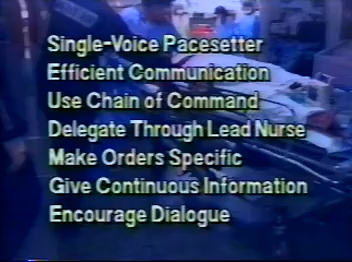 Single-Voice Pacesetter
Efficient Communication
Use Chain of Command
Delegate Through Lead Nurse
Make Orders Specific
Give Continuous Information
Encourage Dialogue